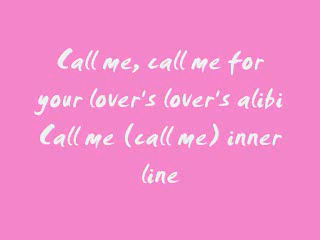 Call me, call me for
your lover's lover's alibi
Call me (call me) inner
line